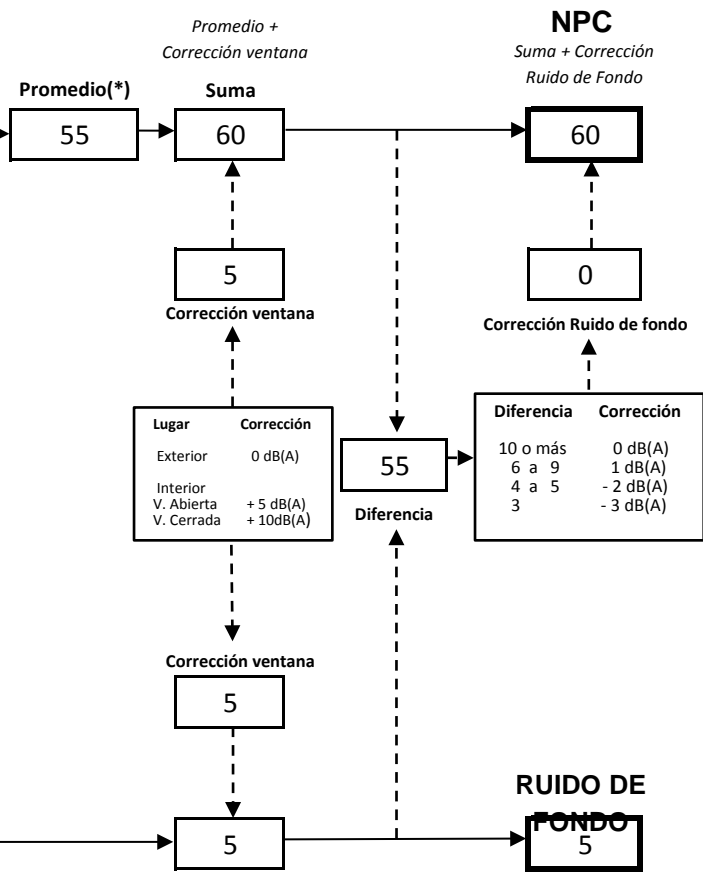 Promedio +
Corrección ventana
NPC
Suma + Corrección
Ruido de Fondo
Promedio(*)
Suma
55
60
60
5
0
Corrección ventana
Corrección Ruido de fondo
Lugar Corrección
Exterior 0 dB(A)
Interior
V. Abierta + 5 dB(A)
V. Cerrada + 10dB(A)
55
Diferencia
Diferencia Corrección
10 o más 0 dB(A)
6 a 9 1 dB(A)
4 a 5 - 2 dB(A)
3 - 3 dB(A)
Corrección ventana
5
RUIDO DE
FONDO
5
5